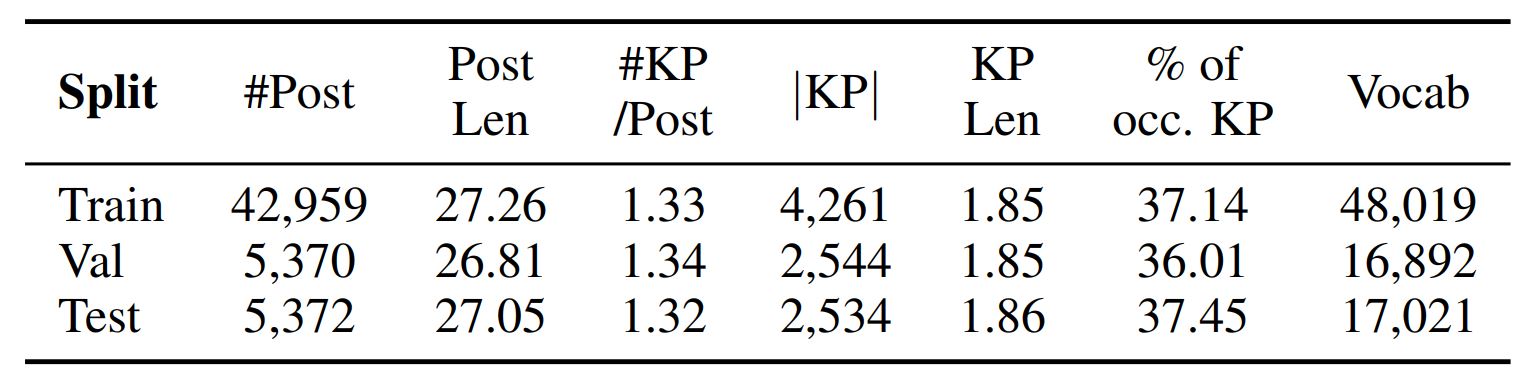 Split #Post Post Len #KP /Post |KP| KP Len % of occ. KP Vocab
Train 42,959 27.26 1.33 4,261 1.85 37.14 48,019
Val 5,370 26.81 1.34 2,544 1.85 36.01 16,892
Test 5,372 27.05 1.32 2,534 1.86 37.45 17,021